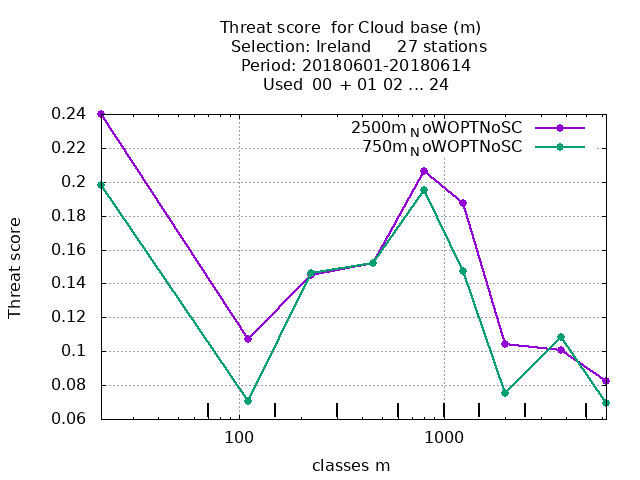 Threat score  for Cloud base (m)
Selection: Ireland     27 stations
Period: 20180601-20180614
Used  00  + 01 02 ... 24
2500m_NoWOPTNoSC
750m_NoWOPTNoSC
0.24
0.22
0.2
0.18
0.16
0.14
0.12
0.1
0.08
0.06
Threat score
100
1000
classes m